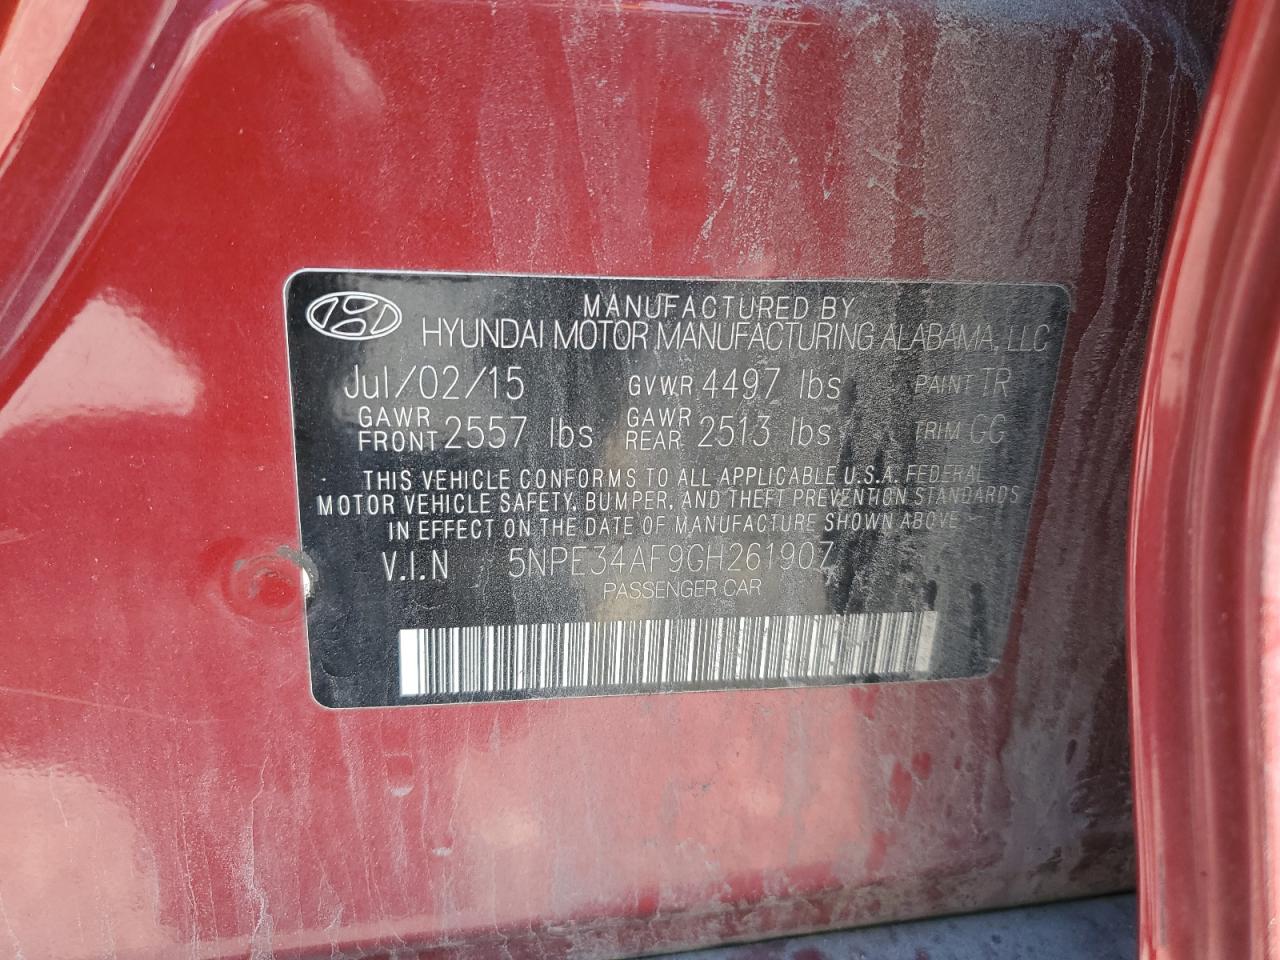 MANUFACTURED BY
HYUNDAI MOTOR MANUFACTURING ALABAMA, LLC
Jul/02/15 GVWR 4497 lbs PAINT TR
GAWR FRONT 2557 lbs GAWR REAR 2513 lbs TRIM
THIS VEHICLE CONFORMS TO ALL APPLICABLE U.S.A. FEDERAL
MOTOR VEHICLE SAFETY, BUMPER, AND THEFT PREVENTION STANDARDS
IN EFFECT ON THE DATE OF MANUFACTURE SHOWN ABOVE
V.I.N 5NPE34AF9GH261907
PASSENGER CAR